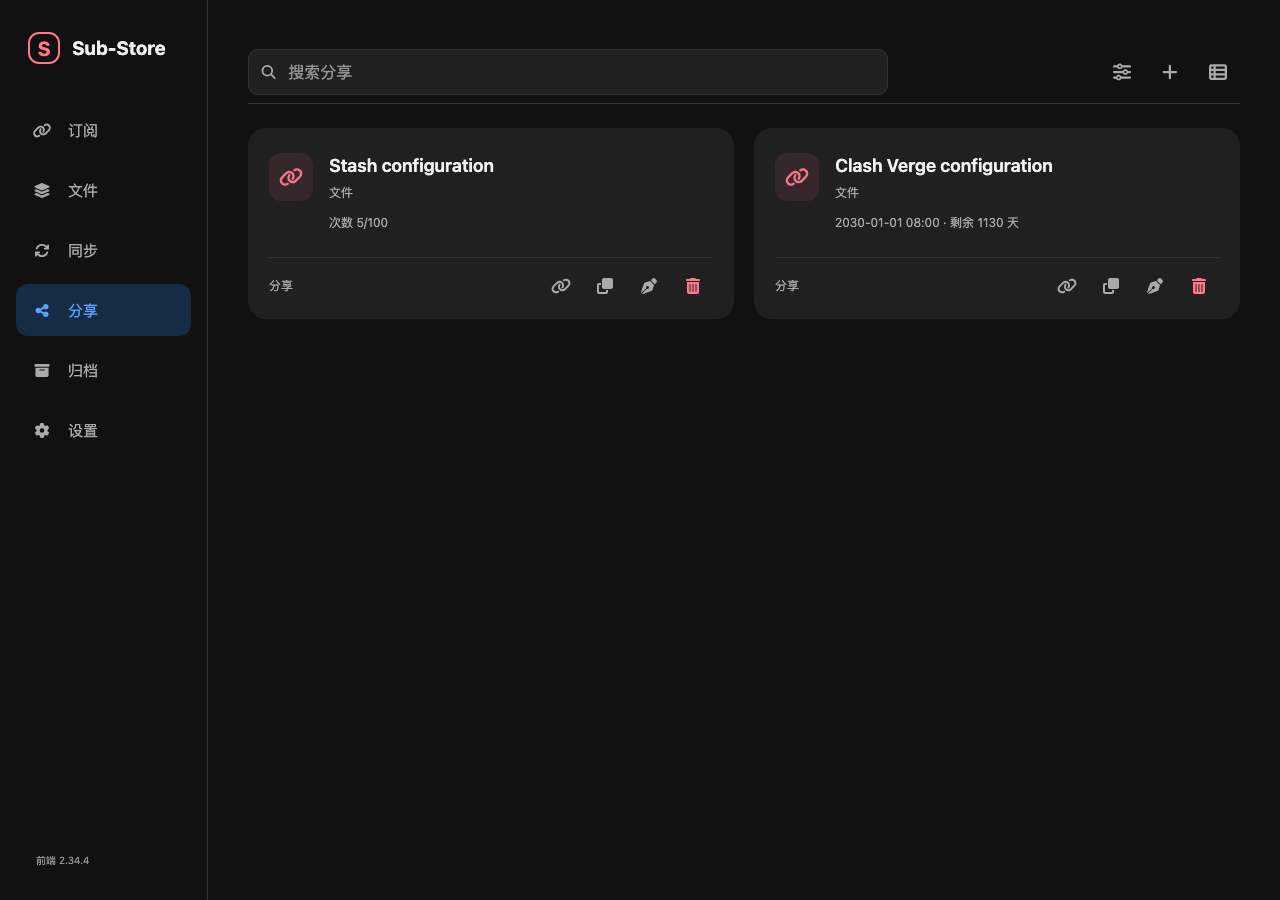 S Sub-Store
订阅
文件
同步
分享
归档
设置
前端 2.34.4
搜索分享
Stash configuration
文件
次数 5/100
分享
Clash Verge configuration
文件
2030-01-01 08:00 · 剩余 1130 天
分享